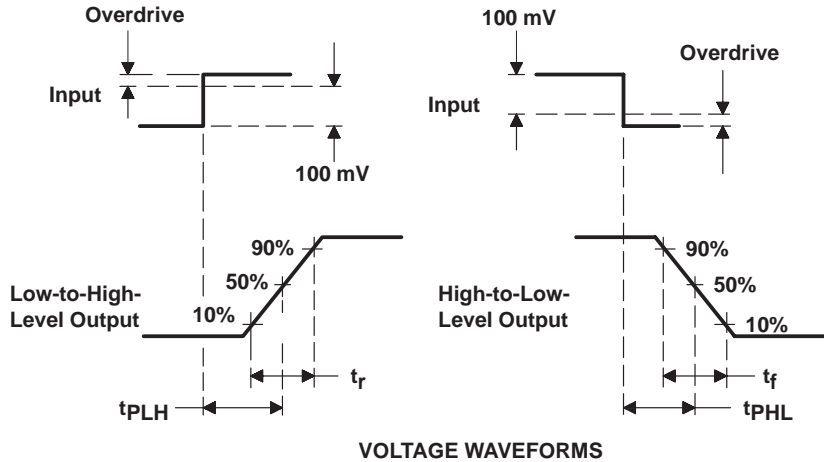 Overdrive
Input
100 mV
100 mV
Overdrive
Input
Low-to-High-
Level Output
90%
50%
10%
tr
tPLH
High-to-Low-
Level Output
90%
50%
10%
tf
tPHL
VOLTAGE WAVEFORMS